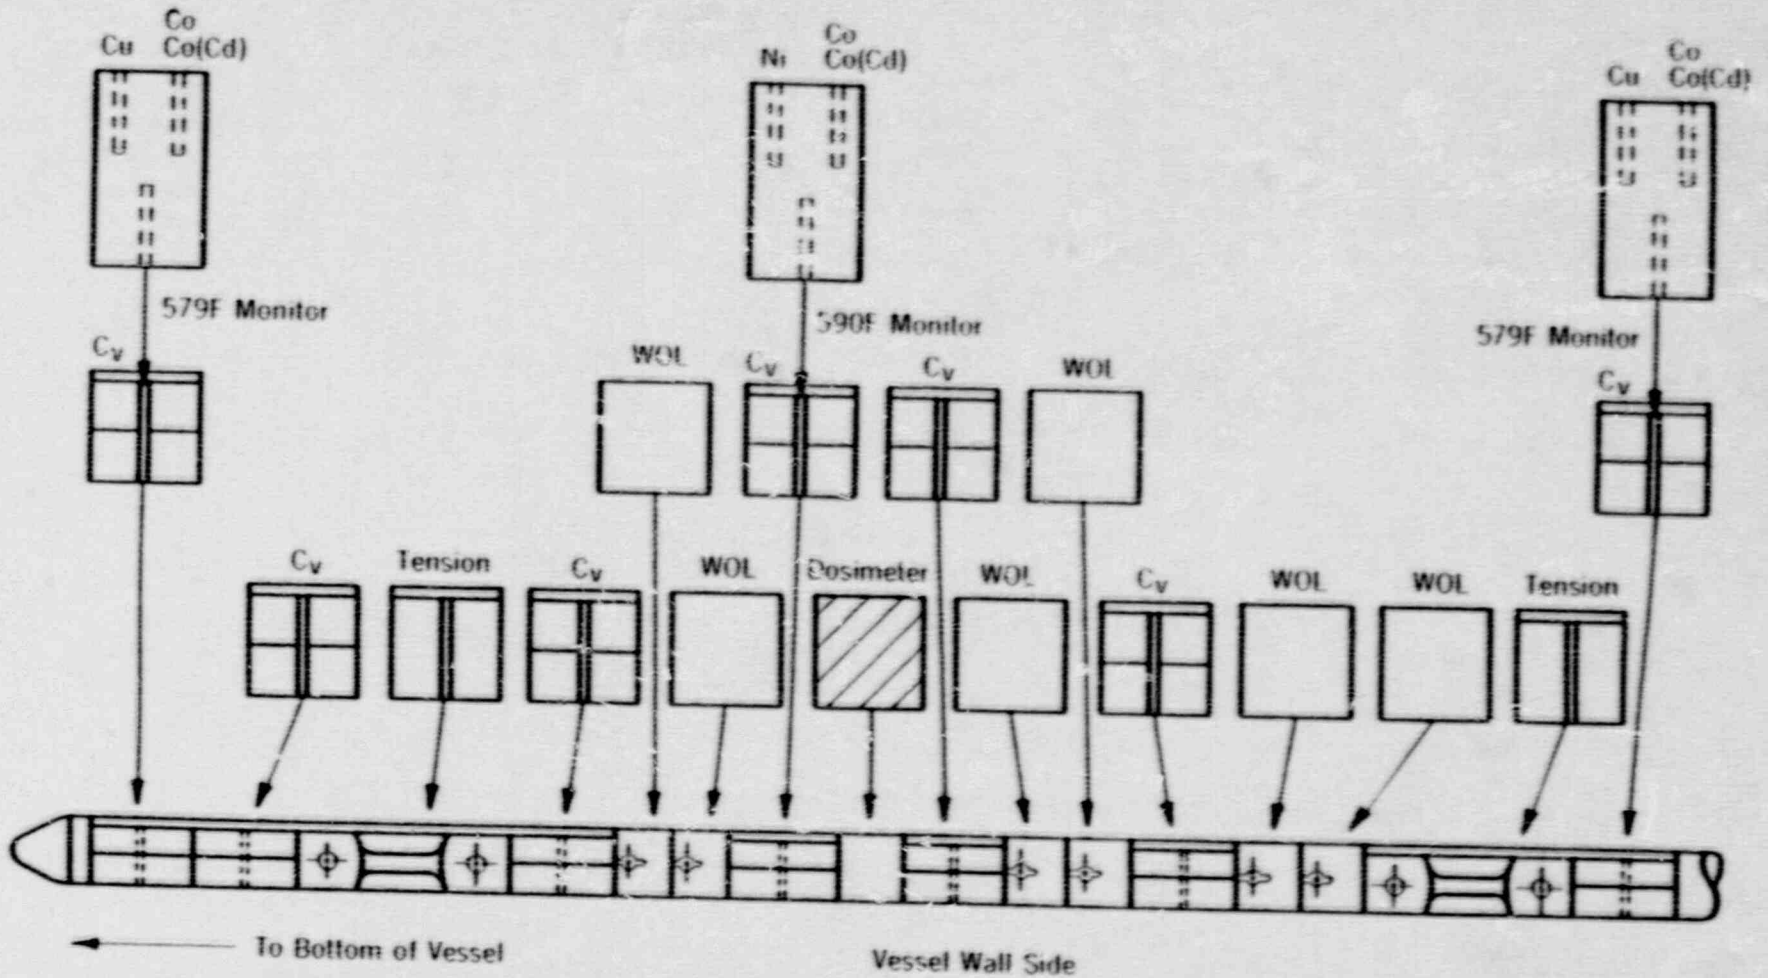 Cu
Co
Co(Cd)
Ni
Co
Co(Cd)
Cu
Co
Co(Cd)
579F Monitor
590F Monitor
579F Monitor
Cv
WOL
Cv
Cv
WOL
Cv
Cv
Tension
Cv
WOL
Dosimeter
WOL
Cv
WOL
WOL
Tension
To Bottom of Vessel
Vessel Wall Side